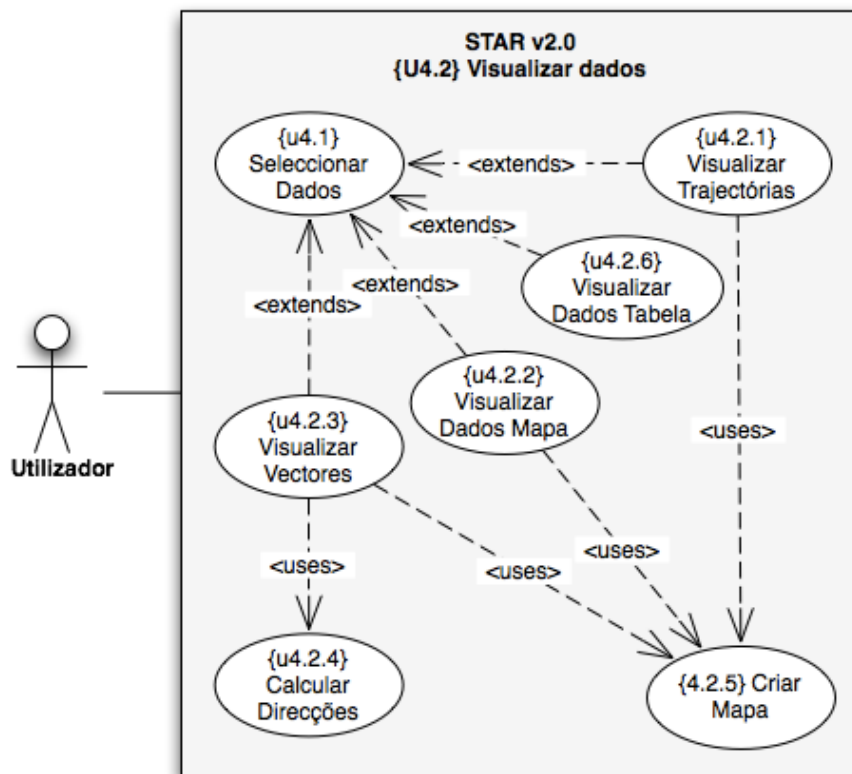 STAR v2.0
{U4.2} Visualizar dados
{u4.1}
Seleccionar
Dados
<extends>
{u4.2.1}
Visualizar
Trajectórias
<extends>
{u4.2.6}
Visualizar
Dados Tabela
<extends>
<extends>
{u4.2.2}
Visualizar
Dados Mapa
{u4.2.3}
Visualizar
Vectores
Utilizador
<uses>
<uses>
<uses>
<uses>
{u4.2.4}
Calcular
Direcções
{4.2.5} Criar
Mapa